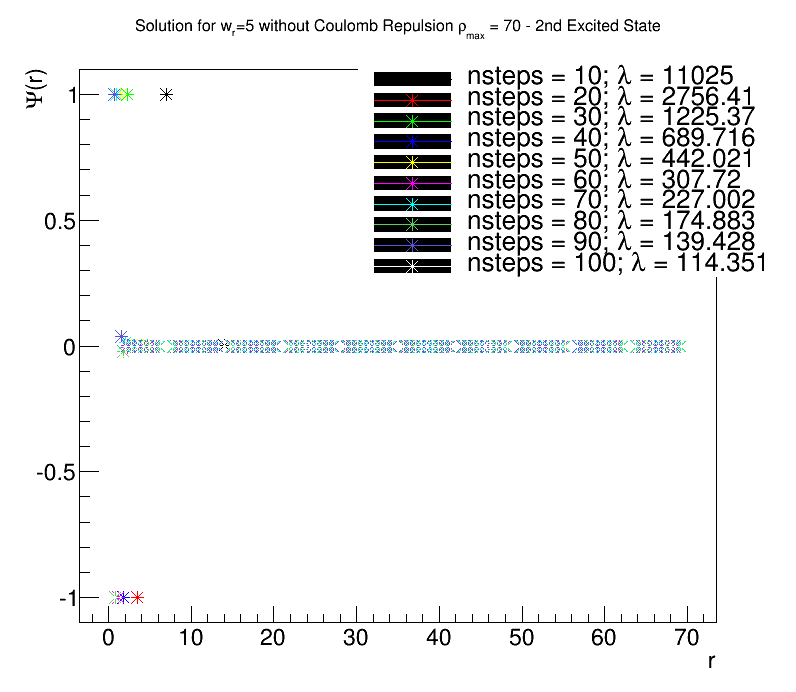 Solution for wr=5 without Coulomb Repulsion ρmax = 70 - 2nd Excited State
Ψ(r)
1
0.5
0
-0.5
-1
nsteps = 10; λ = 11025
nsteps = 20; λ = 2756.41
nsteps = 30; λ = 1225.37
nsteps = 40; λ = 689.716
nsteps = 50; λ = 442.021
nsteps = 60; λ = 307.72
nsteps = 70; λ = 227.002
nsteps = 80; λ = 174.883
nsteps = 90; λ = 139.428
nsteps = 100; λ = 114.351
0 10 20 30 40 50 60 70
r